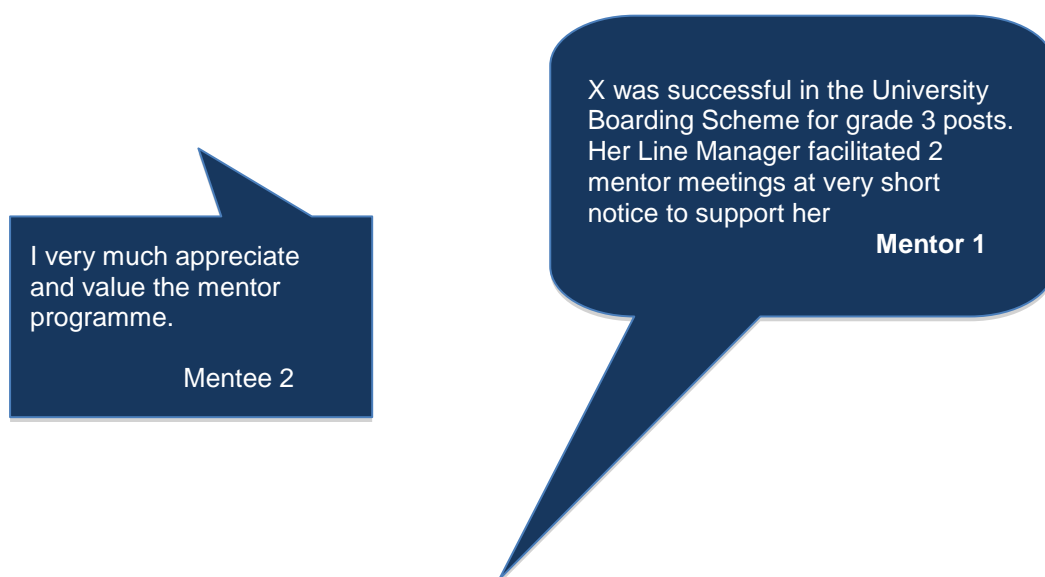 I very much appreciate
and value the mentor
programme.
Mentee 2
X was successful in the University
Boarding Scheme for grade 3 posts.
Her Line Manager facilitated 2
mentor meetings at very short
notice to support her
Mentor 1